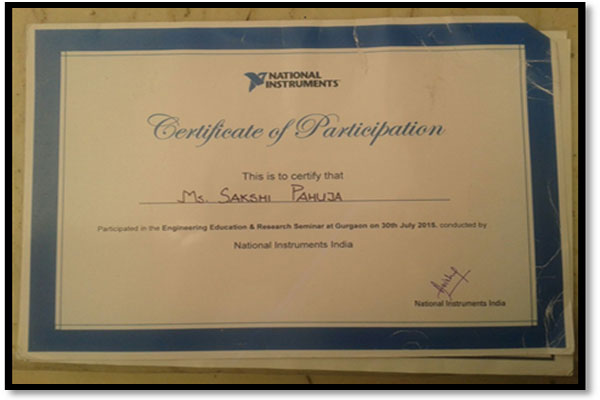 NATIONAL
INSTRUMENTS
Certificate of Participation
This is to certify that
Ms. SAKSHI PAHUJA
Participated in the Engineering Education & Research Seminar at Gurgaon on 30th July 2015. conducted by
National Instruments India
National Instruments India